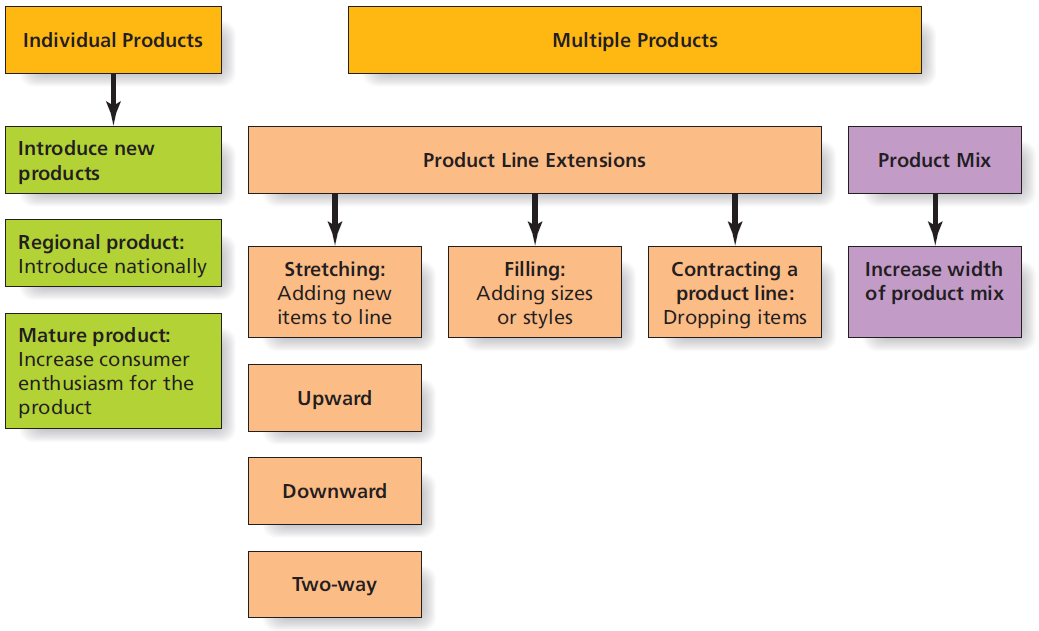 Individual Products
Multiple Products
Introduce new
products
Regional product:
Introduce nationally
Mature product:
Increase consumer
enthusiasm for the
product
Product Line Extensions
Stretching:
Adding new
items to line
Upward
Downward
Two-way
Filling:
Adding sizes
or styles
Contracting a
product line:
Dropping items
Product Mix
Increase width
of product mix